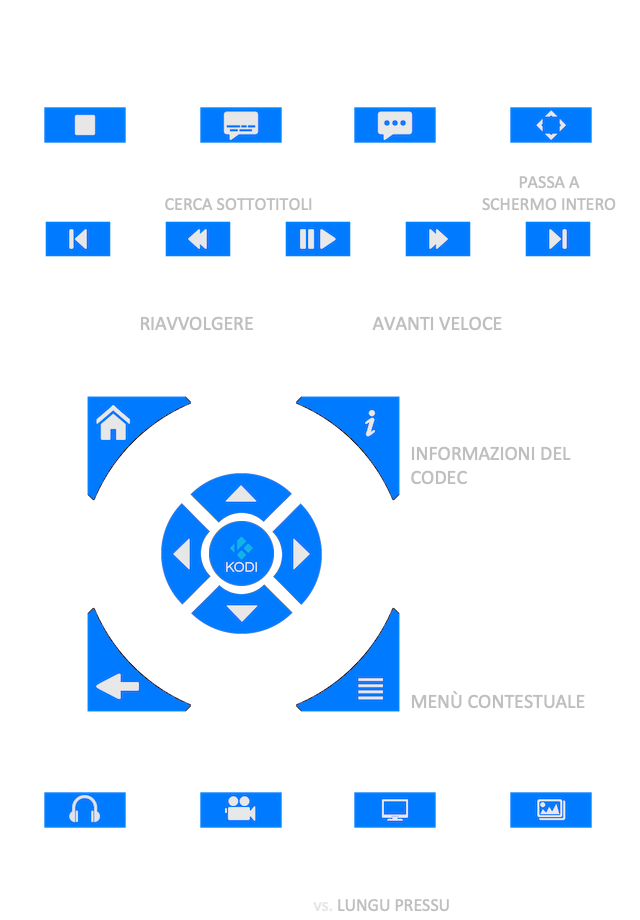 PASSA A
CERCA SOTTOTITOLI SCHERMO INTERO
RIAVVOLGERE AVANTI VELOCE
INFORMAZIONI DEL
CODEC
KODI
MENÙ CONTESTUALE
vs. LUNGU PRESSU